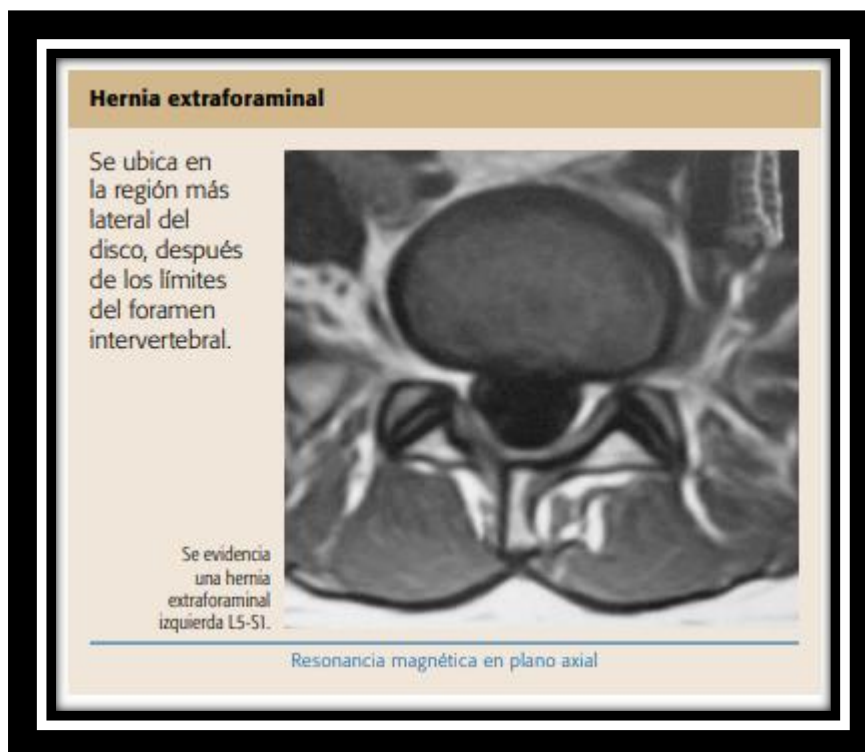 Hernia extraforaminal
Se ubica en
la región más
lateral del
disco, después
de los límites
del foramen
intervertebral.
Se evidencia
una hernia
extraforaminal
izquierda L5-S1.
Resonancia magnética en plano axial